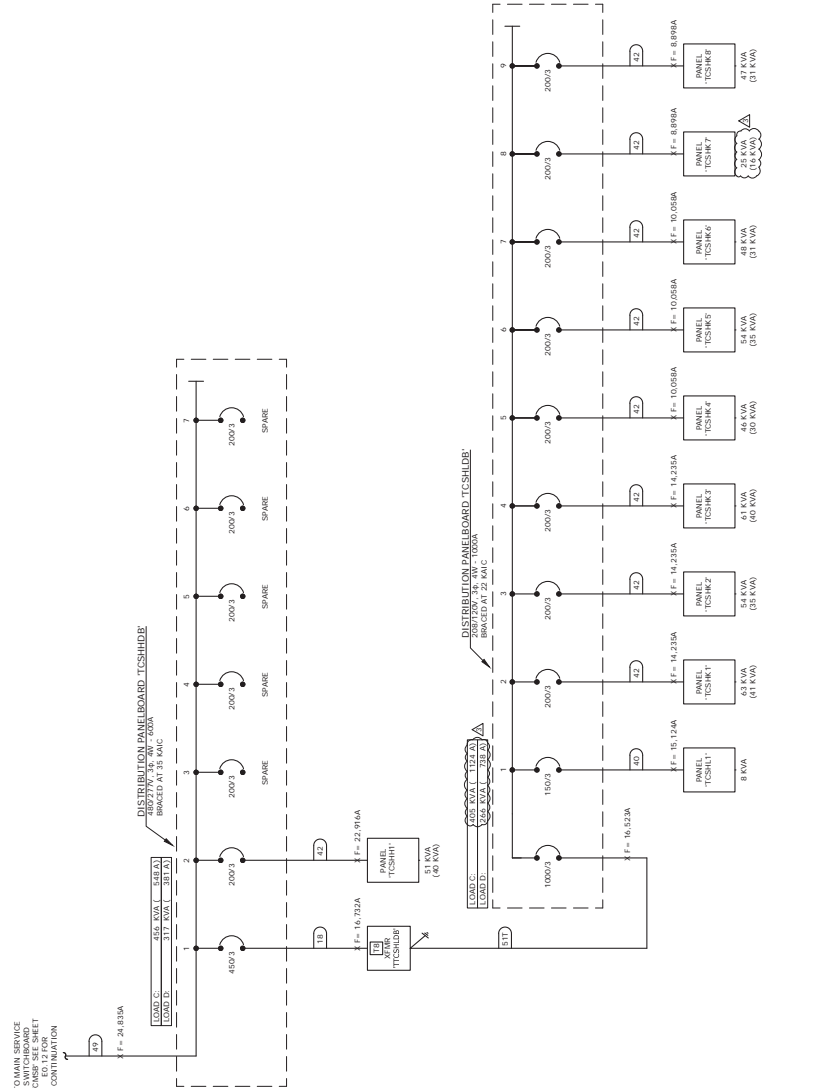 'O MAIN SERVICE
SWITCHBOARD
CMSB' SEE SHEET
E0.12 FOR
CONTINUATION
49
X F= 24,835A
LOAD C: 456 KVA ( 548 A)
LOAD D: 317 KVA ( 381 A)
DISTRIBUTION PANELBOARD 'TCSHHDB'
480/277V, 3Φ, 4W - 600A
BRACED AT 35 KAIC
1
450/3
2
200/3
3
200/3
SPARE
4
200/3
SPARE
5
200/3
SPARE
6
200/3
SPARE
7
200/3
SPARE
18
X F= 16,732A
T8
XFMR
'TTCSHLDB'
42
X F= 22,916A
PANEL
'TCSHH1'
51 KVA
(40 KVA)
51T
X F= 16,523A
LOAD C: 405 KVA ( 1124 A)
LOAD D: 266 KVA ( 738 A)
3
DISTRIBUTION PANELBOARD 'TCSHLDB'
208/120V, 3Φ, 4W - 1000A
BRACED AT 22 KAIC
1000/3
1
150/3
40
X F= 15,124A
PANEL
'TCSHL1'
8 KVA
2
200/3
42
X F= 14,235A
PANEL
'TCSHK1'
63 KVA
(41 KVA)
3
200/3
42
X F= 14,235A
PANEL
'TCSHK2'
54 KVA
(35 KVA)
4
200/3
42
X F= 14,235A
PANEL
'TCSHK3'
61 KVA
(40 KVA)
5
200/3
42
X F= 10,058A
PANEL
'TCSHK4'
46 KVA
(30 KVA)
6
200/3
42
X F= 10,058A
PANEL
'TCSHK5'
54 KVA
(35 KVA)
7
200/3
42
X F= 10,058A
PANEL
'TCSHK6'
48 KVA
(31 KVA)
8
200/3
42
X F= 8,898A
PANEL
'TCSHK7'
25 KVA
(16 KVA)
3
9
200/3
42
X F= 8,898A
PANEL
'TCSHK8'
47 KVA
(31 KVA)